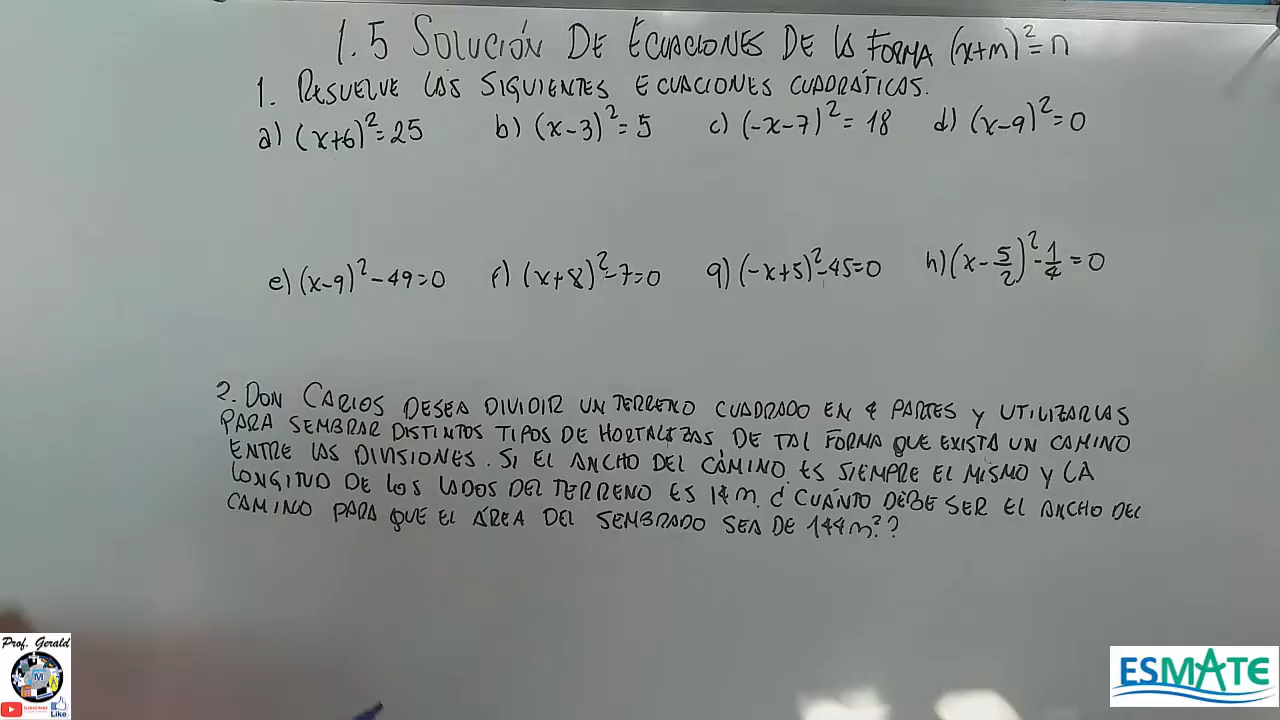 1.5 SOLUCIÓN DE ECUACIONES DE LA FORMA (x+m)²=n
1. RESUELVE LAS SIGUIENTES ECUACIONES CUADRÁTICAS.
a) (x+6)²=25 b) (x-3)²=5 c) (-x-7)²=18 d) (x-9)²=0
e) (x-9)²-49=0 f) (x+8)²-7=0 g) (-x+5)²-45=0 h) (x-5/2)²-1/4=0
2. DON CARLOS DESEA DIVIDIR UN TERRENO CUADRADO EN 4 PARTES Y UTILIZARLAS
PARA SEMBRAR DISTINTOS TIPOS DE HORTALIZAS, DE TAL FORMA QUE EXISTA UN CAMINO
ENTRE LAS DIVISIONES. SI EL ANCHO DEL CAMINO ES SIEMPRE EL MISMO Y LA
LONGITUD DE LOS LADOS DEL TERRENO ES 14m. ¿CUÁNTO DEBE SER EL ANCHO DEL
CAMINO PARA QUE EL ÁREA DEL SEMBRADO SEA DE 144m²?
Prof. Gerald
SUBSCRIBE
Like
ESMATE